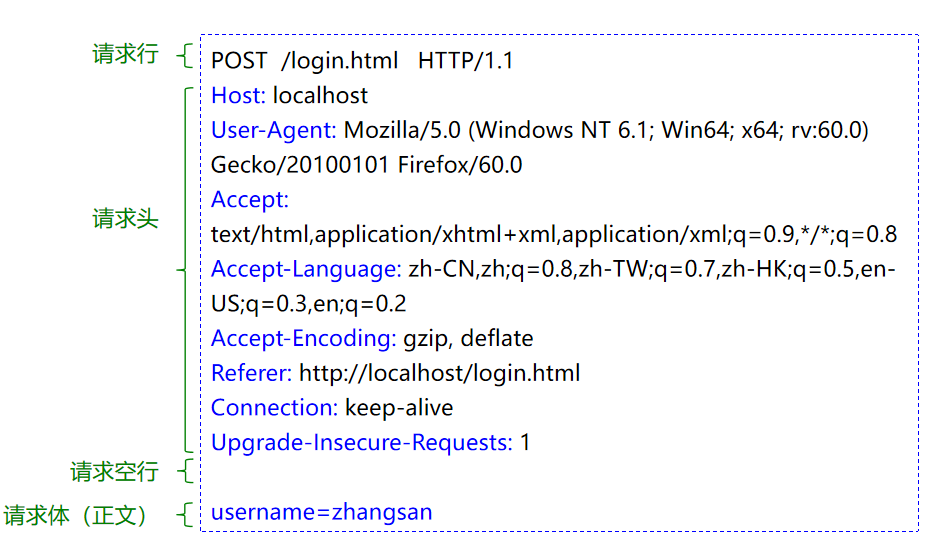 请求行
POST /login.html HTTP/1.1
请求头
Host: localhost
User-Agent: Mozilla/5.0 (Windows NT 6.1; Win64; x64; rv:60.0)
Gecko/20100101 Firefox/60.0
Accept:
text/html,application/xhtml+xml,application/xml;q=0.9,*/*;q=0.8
Accept-Language: zh-CN,zh;q=0.8,zh-TW;q=0.7,zh-HK;q=0.5,en-
US;q=0.3,en;q=0.2
Accept-Encoding: gzip, deflate
Referer: http://localhost/login.html
Connection: keep-alive
Upgrade-Insecure-Requests: 1
请求空行
请求体（正文）
username=zhangsan